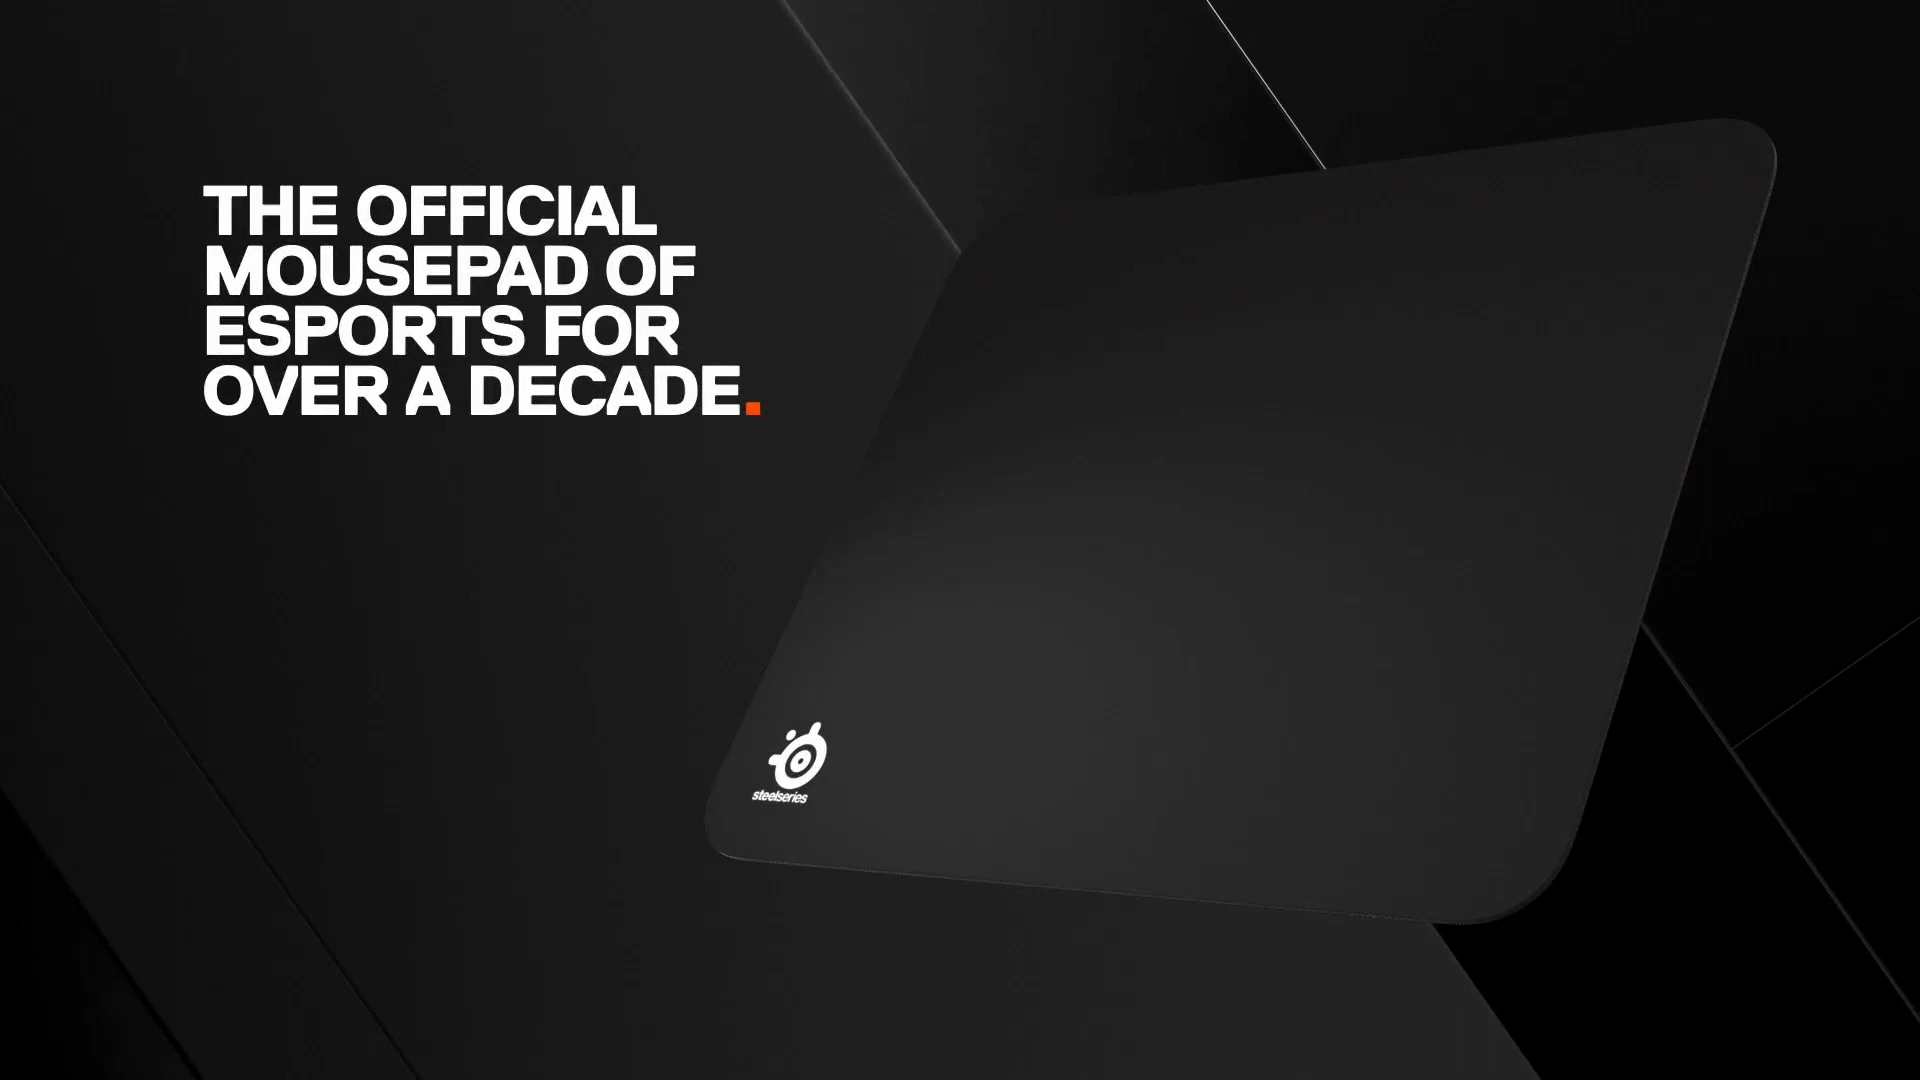 THE OFFICIAL
MOUSEPAD OF
ESPORTS FOR
OVER A DECADE.
steelseries